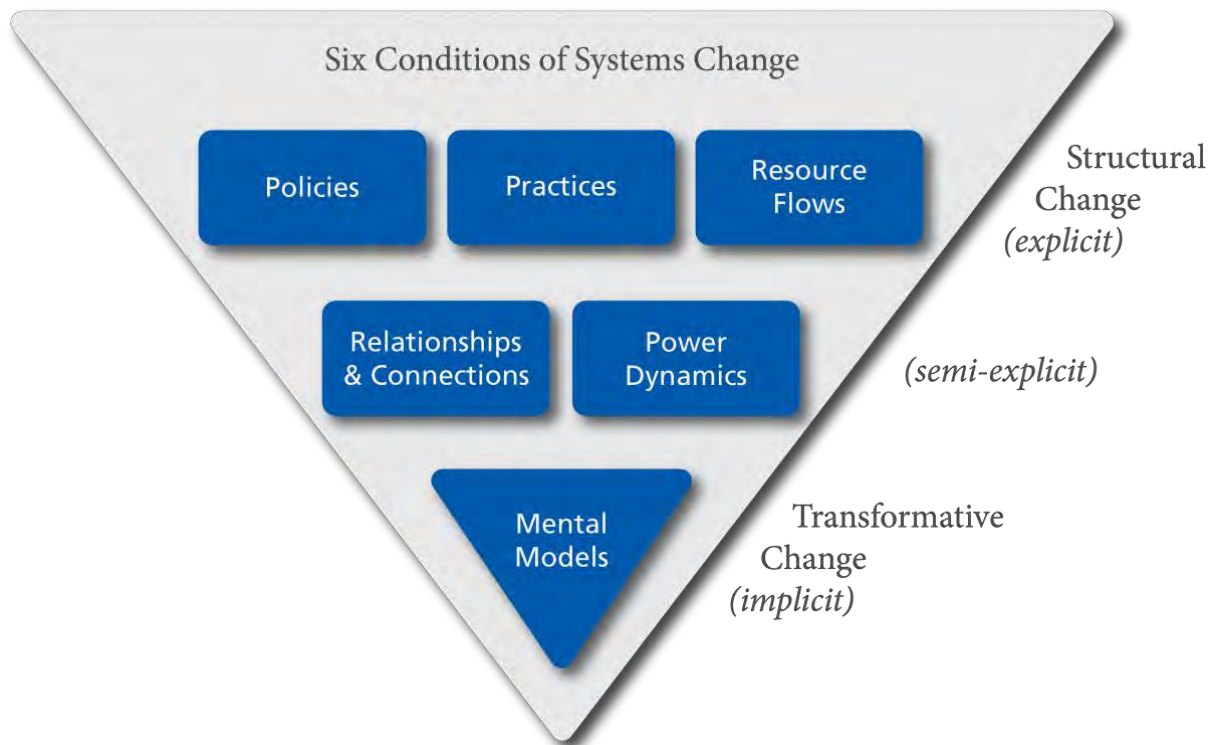 Six Conditions of Systems Change
Policies
Practices
Resource
Flows
Structural
Change
(explicit)
Relationships
& Connections
Power
Dynamics
(semi-explicit)
Mental
Models
Transformative
Change
(implicit)